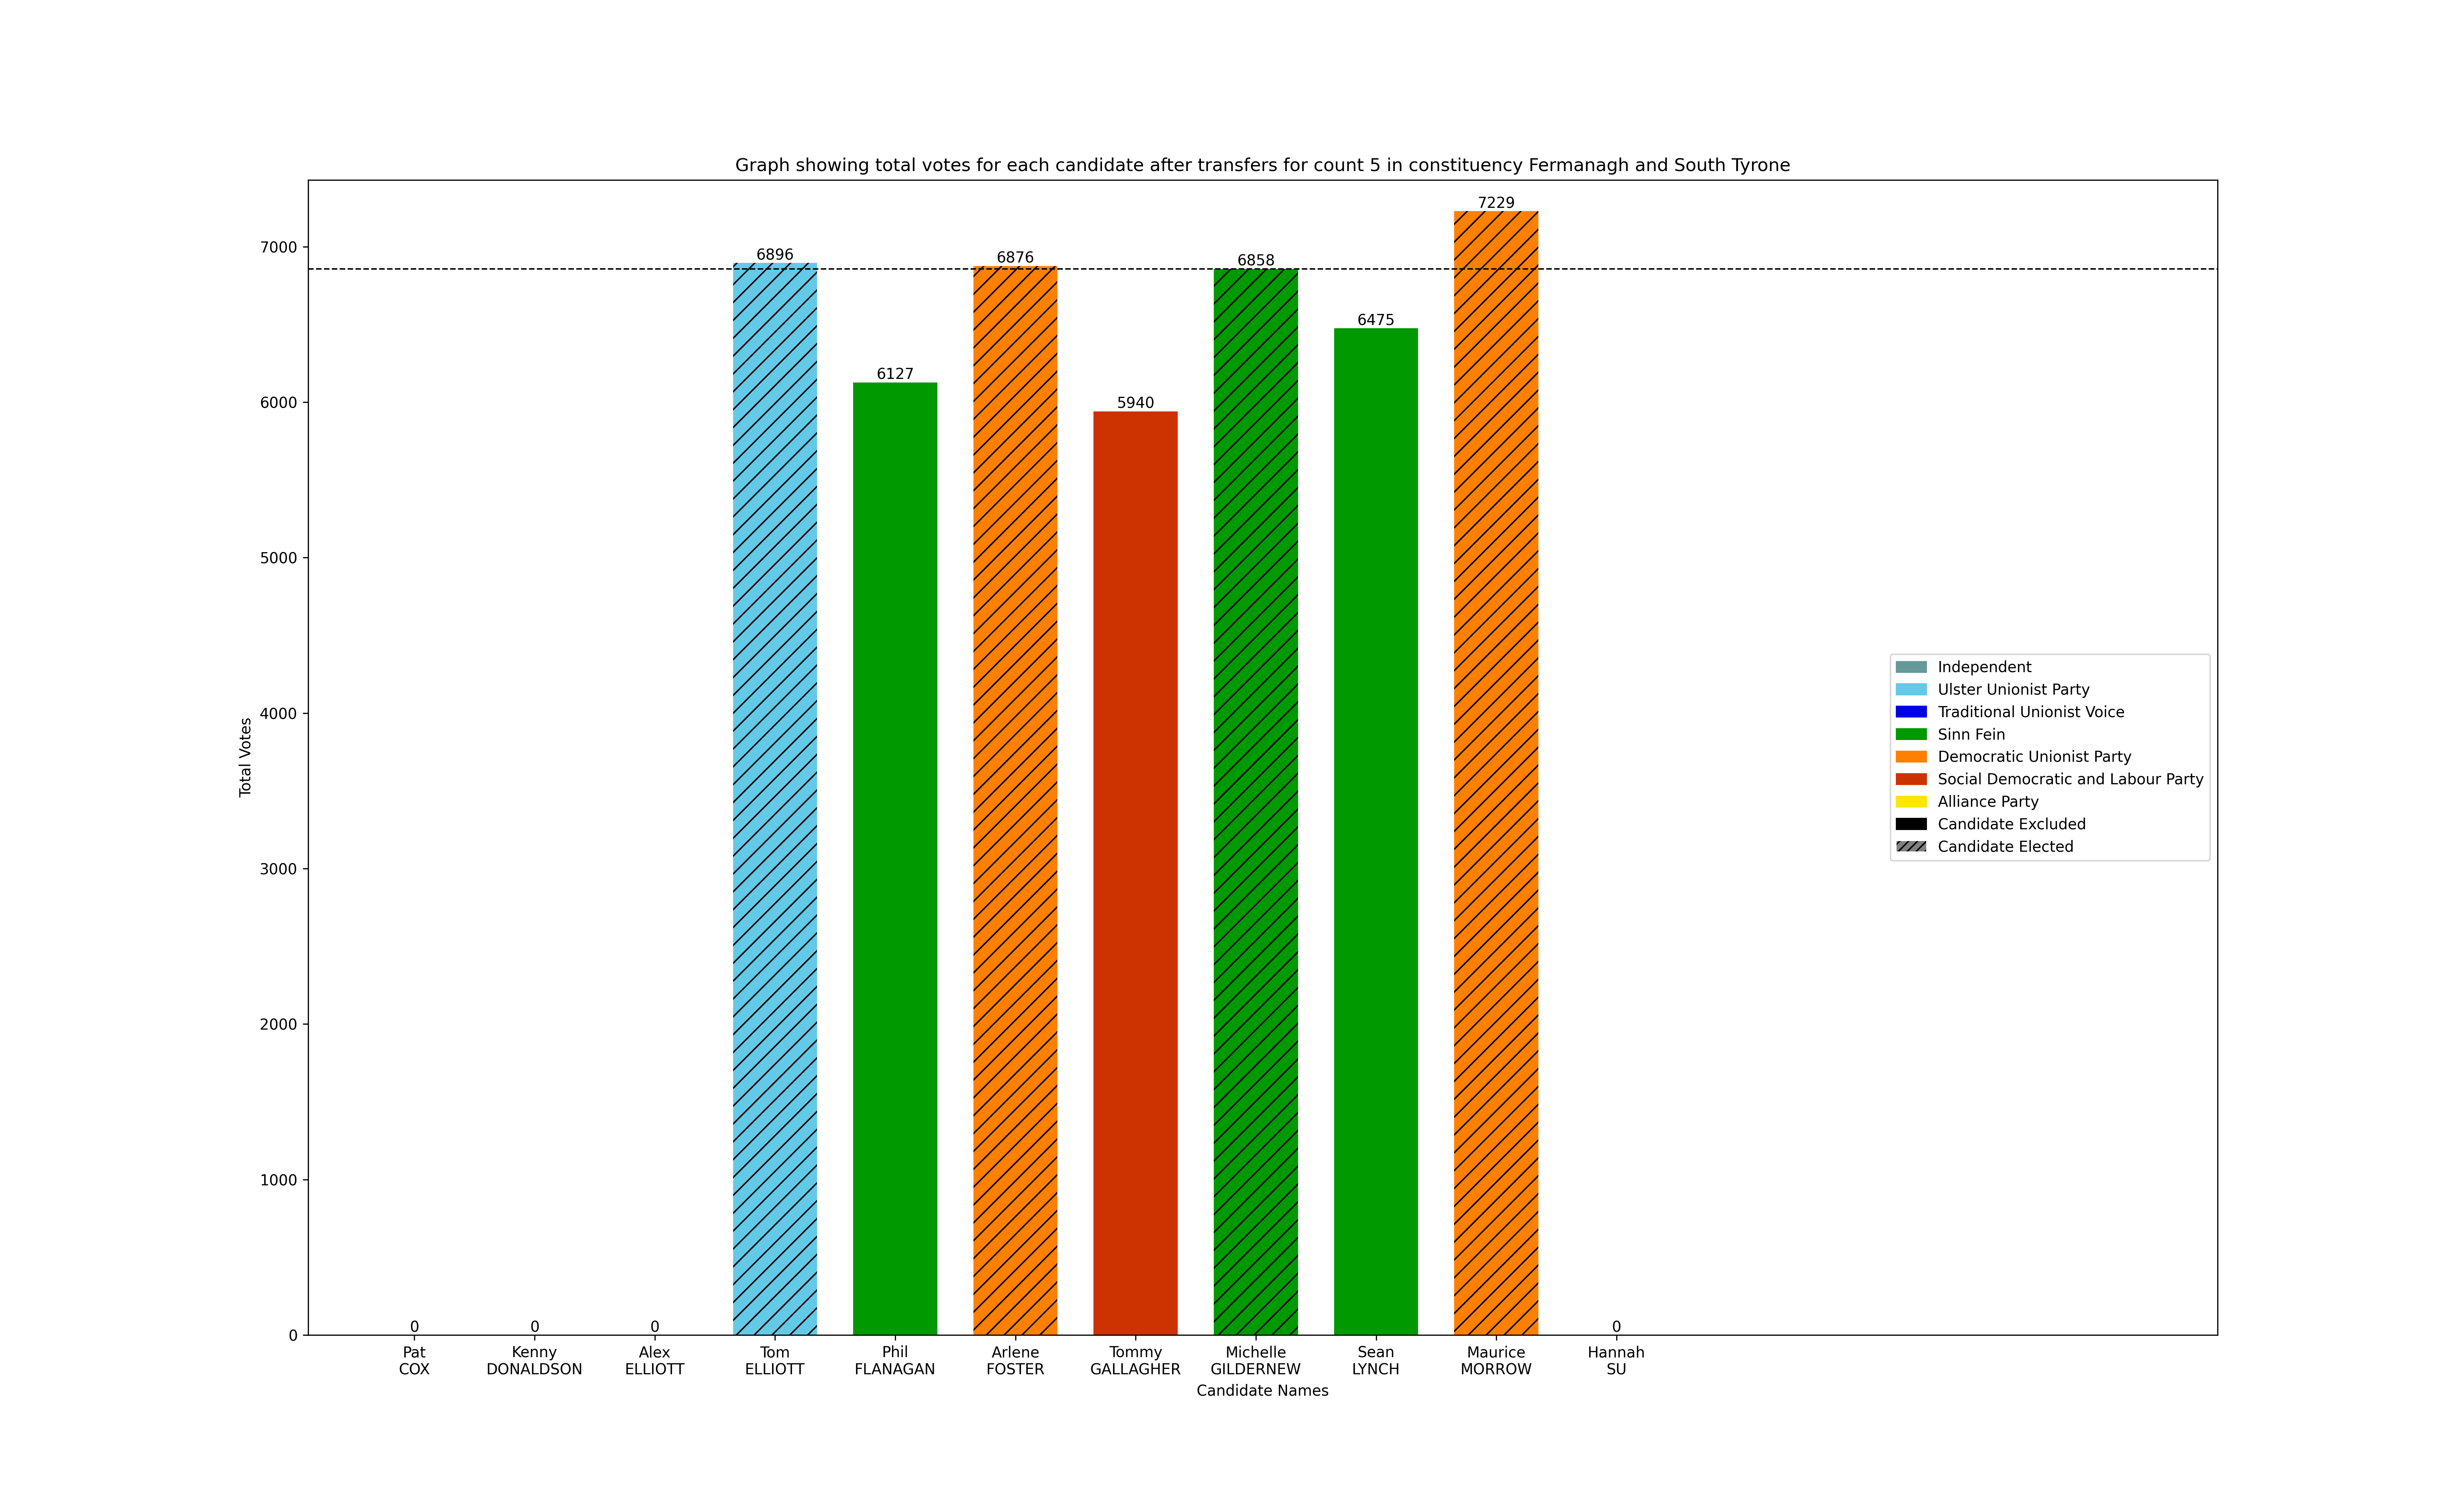 Graph showing total votes for each candidate after transfers for count 5 in constituency Fermanagh and South Tyrone
Total Votes
7000
6000
5000
4000
3000
2000
1000
0
0
0
0
6896
6127
6876
5940
6858
6475
7229
0
Pat
COX
Kenny
DONALDSON
Alex
ELLIOTT
Tom
ELLIOTT
Phil
FLANAGAN
Arlene
FOSTER
Tommy
GALLAGHER
Michelle
GILDERNEW
Sean
LYNCH
Maurice
MORROW
Hannah
SU
Candidate Names
Independent
Ulster Unionist Party
Traditional Unionist Voice
Sinn Fein
Democratic Unionist Party
Social Democratic and Labour Party
Alliance Party
Candidate Excluded
Candidate Elected